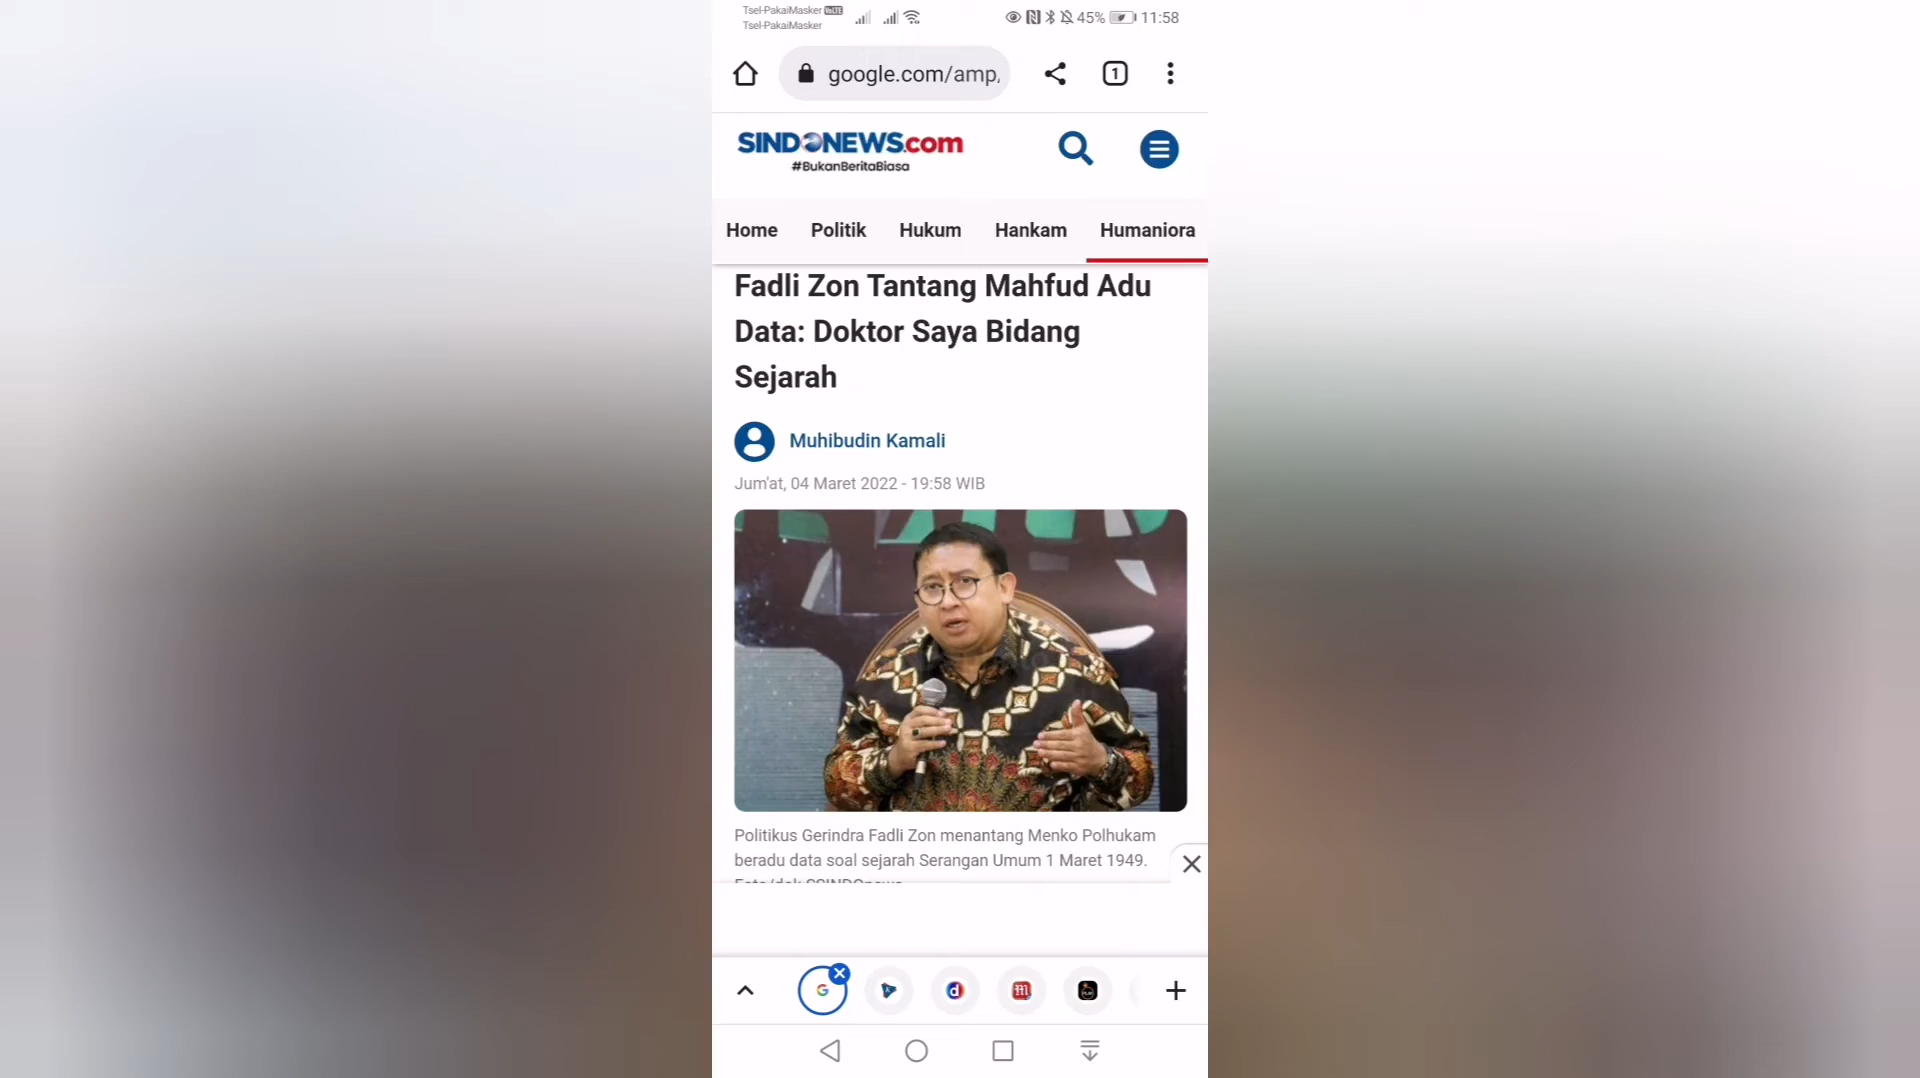 Tsel-PakaiMasker VoLTE
Tsel-PakaiMasker
45% 11:58
google.com/amp,
1
SINDONEWS.com
#BukanBeritaBiasa
Home Politik Hukum Hankam Humaniora
Fadli Zon Tantang Mahfud Adu
Data: Doktor Saya Bidang
Sejarah
Muhibudin Kamali
Jum'at, 04 Maret 2022 - 19:58 WIB
Politikus Gerindra Fadli Zon menantang Menko Polhukam
beradu data soal sejarah Serangan Umum 1 Maret 1949.